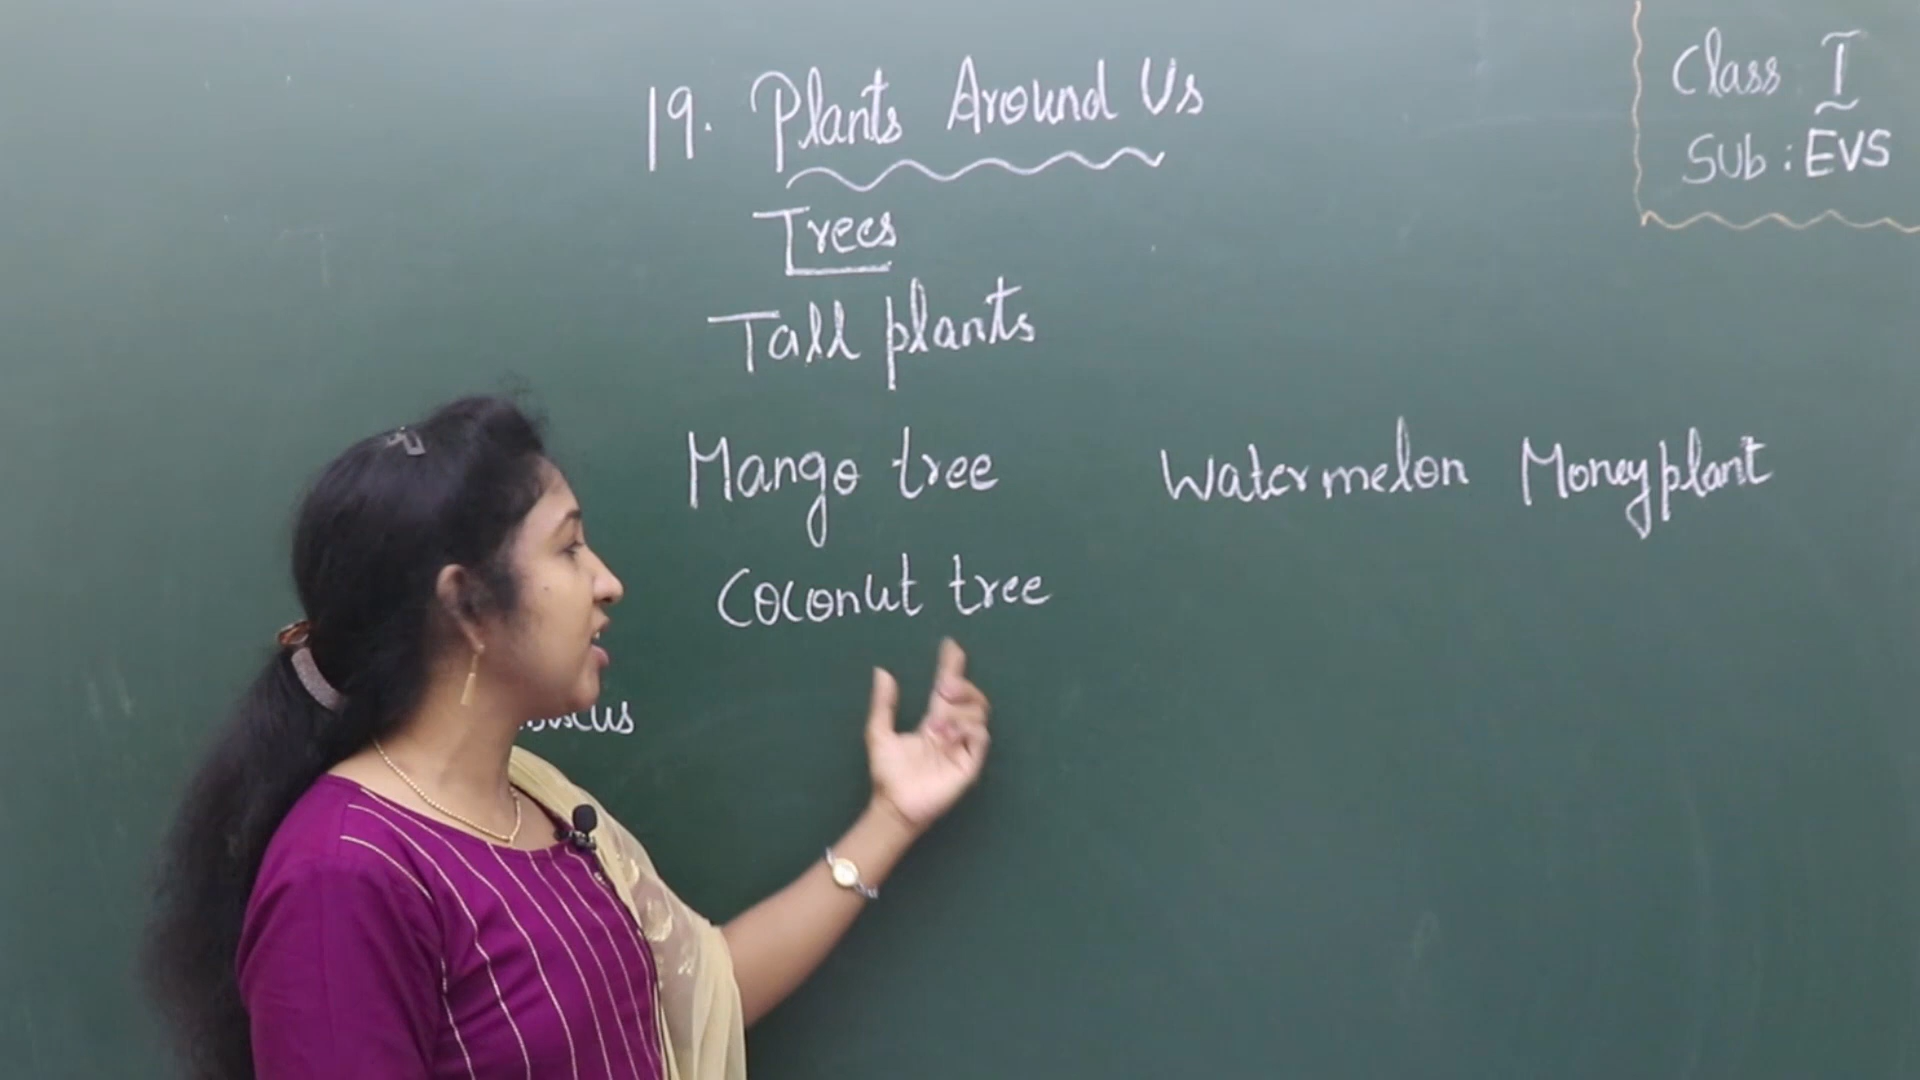 19. Plants Around Us
Class I
Sub : EVS
Trees
Tall plants
Mango tree Watermelon Moneyplant
Coconut tree